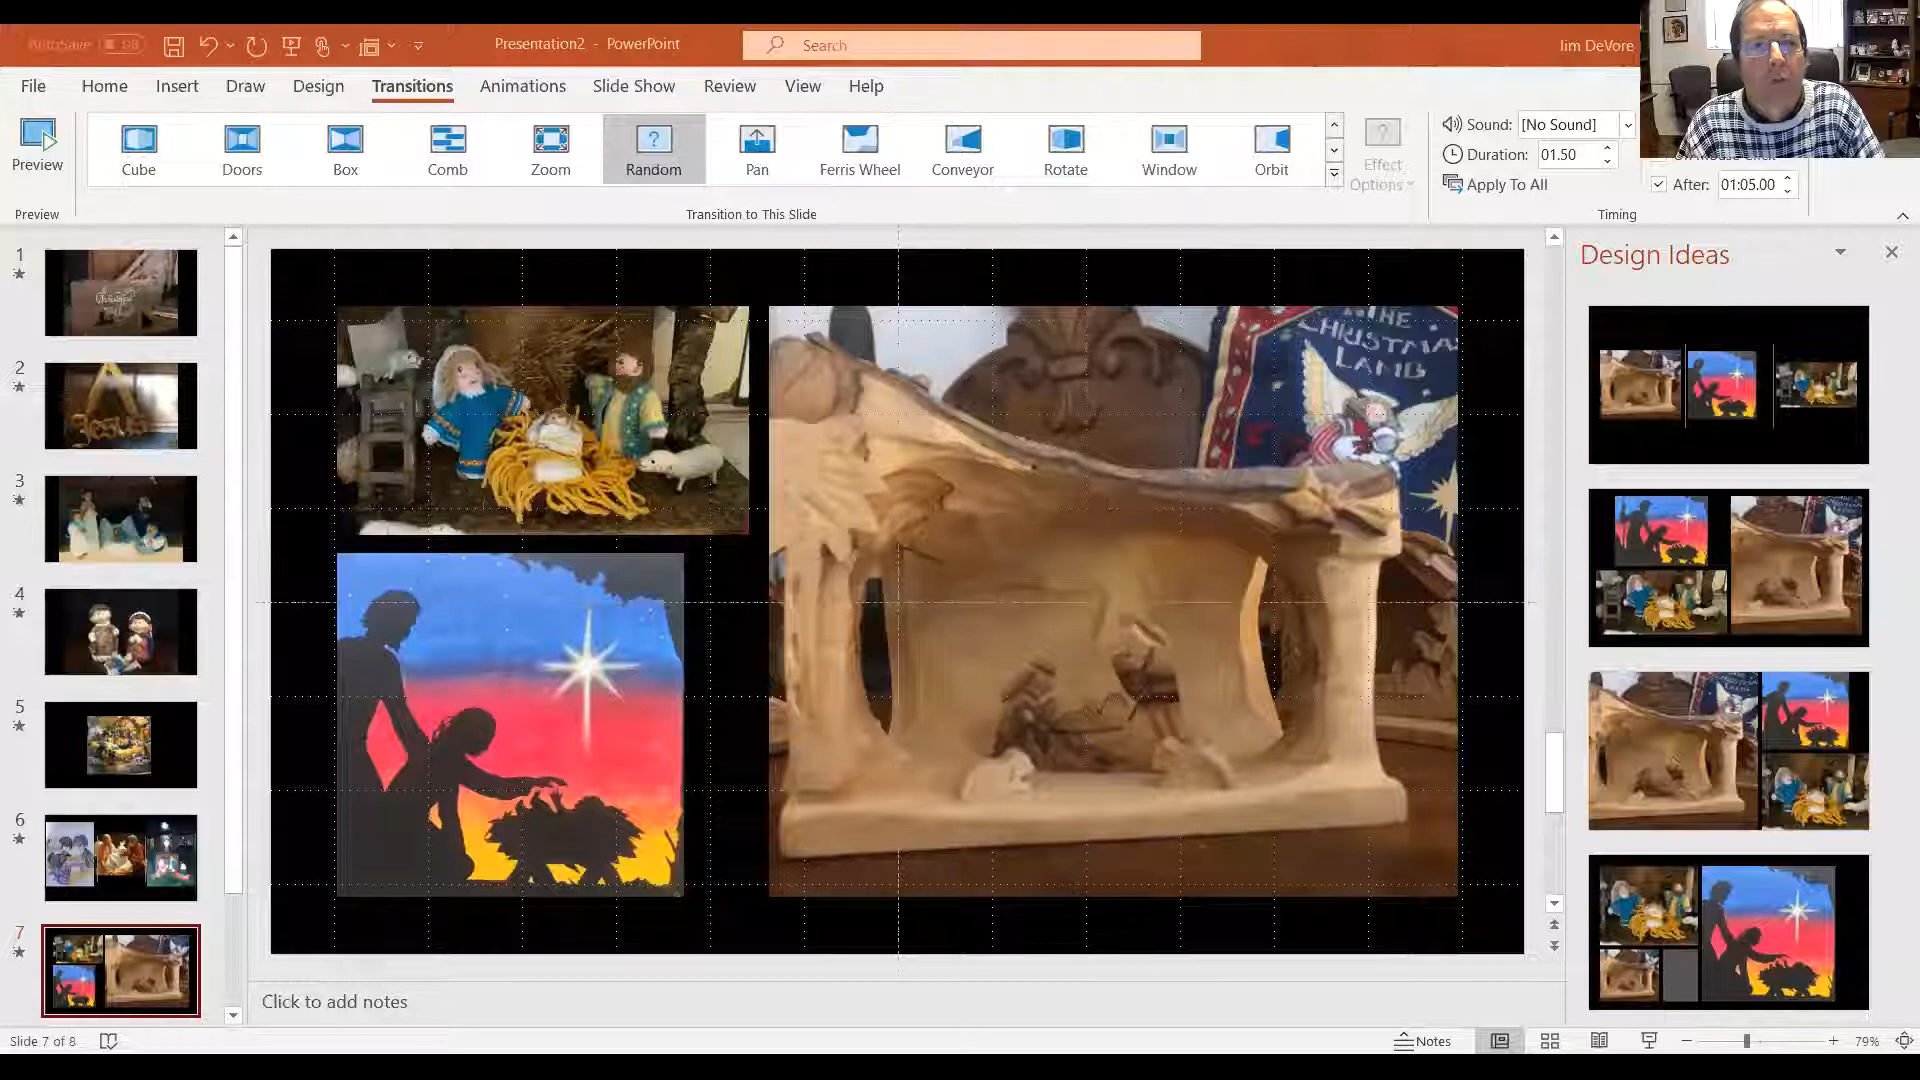 AutoSave Off
Presentation2 - PowerPoint
Search
Jim DeVore
File Home Insert Draw Design Transitions Animations Slide Show Review View Help
Preview
Cube Doors Box Comb Zoom Random Pan Ferris Wheel Conveyor Rotate Window Orbit
Effect
Options
Sound: [No Sound]
Duration: 01.50
Apply To All
After: 01:05.00
Preview
Transition to This Slide
Timing
1
2
Jesus
3
4
5
6
7
THE
CHRISTMAS
LAMB
Design Ideas
Click to add notes
Slide 7 of 8
Notes
79%